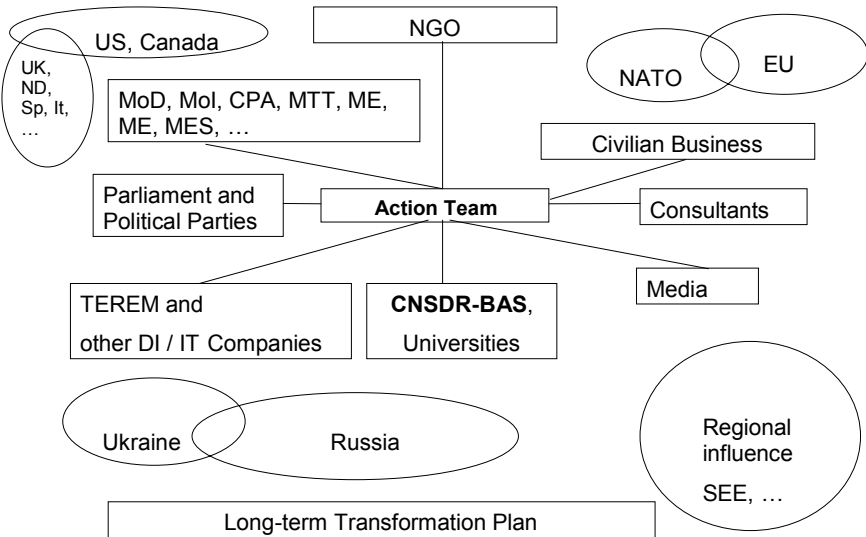 US, Canada
NGO
UK,
ND,
Sp, It,
…
NATO
EU
MoD, MoI, CPA, MTT, ME,
ME, MES, …
Civilian Business
Parliament and
Political Parties
Action Team
Consultants
TEREM and
other DI / IT Companies
CNSDR-BAS,
Universities
Media
Ukraine
Russia
Regional
influence
SEE, …
Long-term Transformation Plan